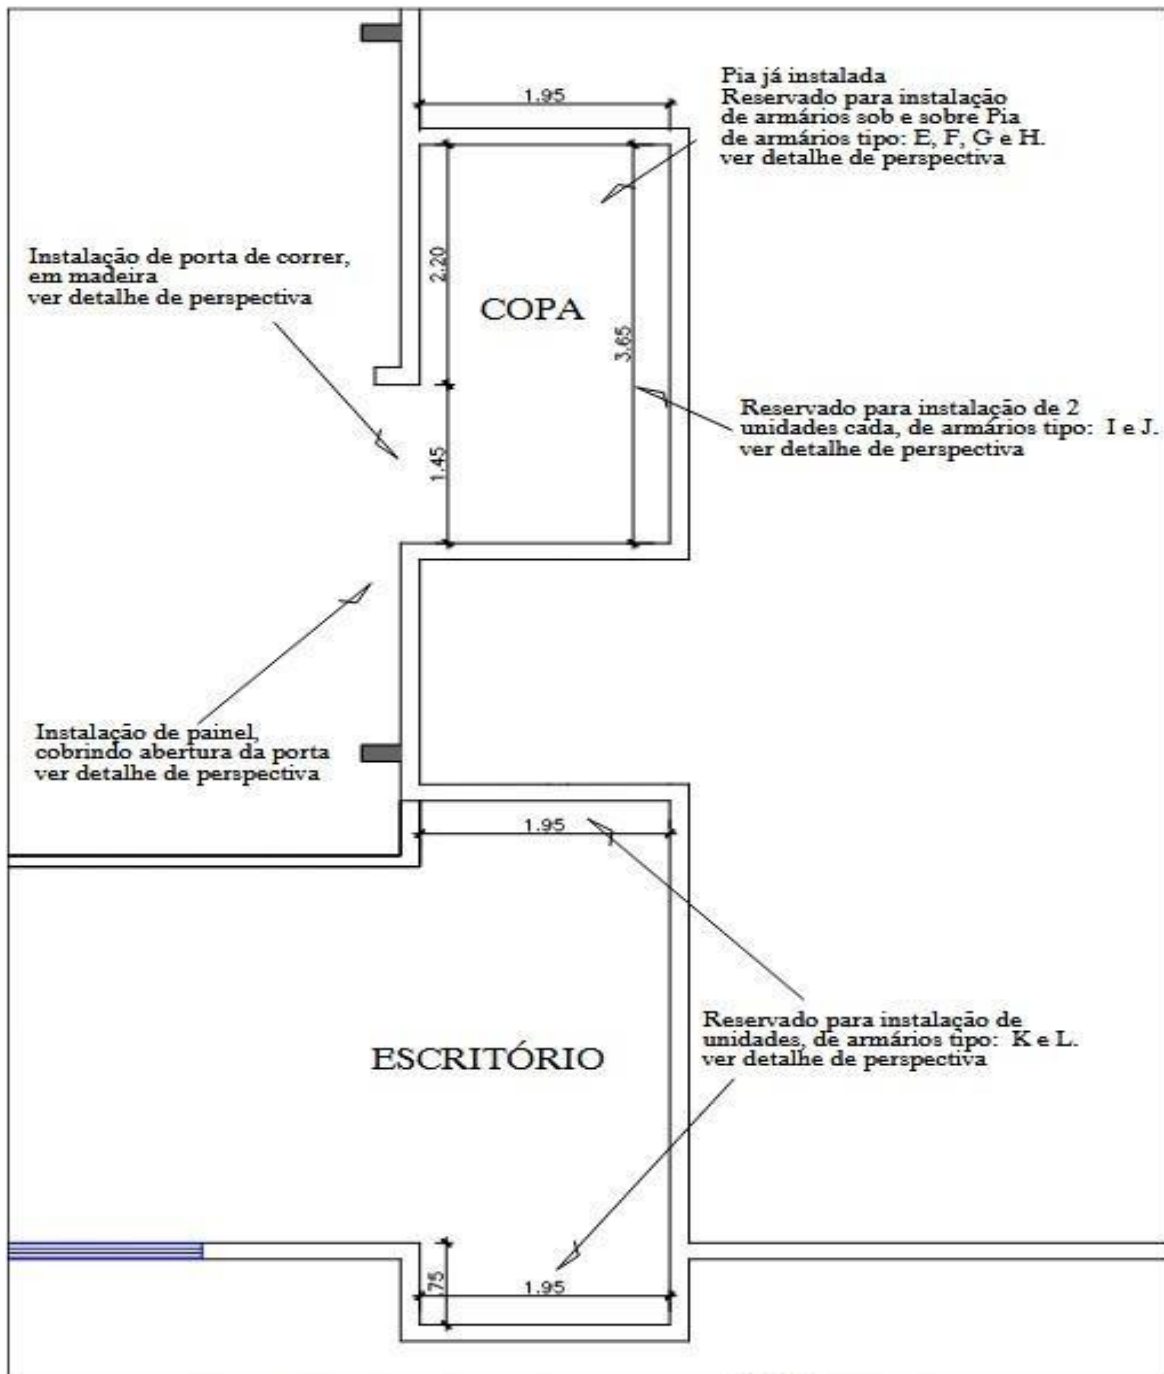 1.95
Pia já instalada
Reservado para instalação
de armários sob e sobre Pia
de armários tipo: E, F, G e H.
ver detalhe de perspectiva
Instalação de porta de correr,
em madeira
ver detalhe de perspectiva
2.20
COPA
3.65
1.45
Reservado para instalação de 2
unidades cada, de armários tipo: I e J.
ver detalhe de perspectiva
Instalação de painel,
cobrindo abertura da porta
ver detalhe de perspectiva
1.95
ESCRITÓRIO
Reservado para instalação de
unidades, de armários tipo: K e L.
ver detalhe de perspectiva
.75
1.95